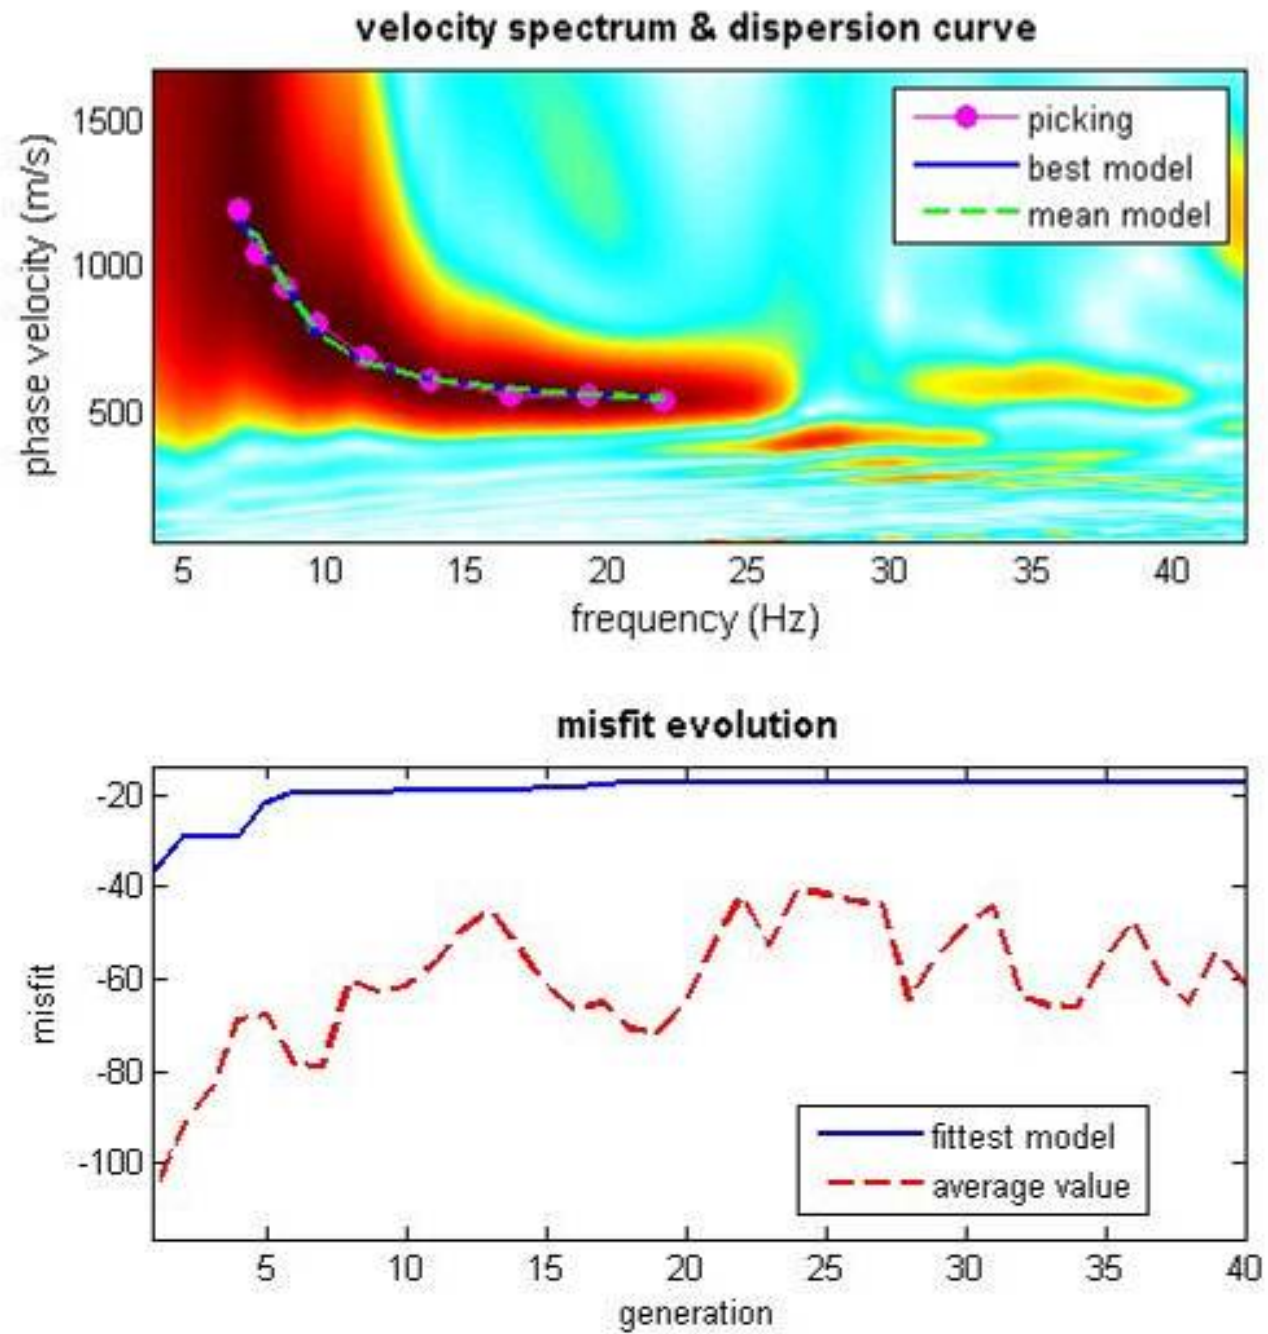 velocity spectrum & dispersion curve
phase velocity (m/s)
1500
1000
500
picking
best model
mean model
5 10 15 20 25 30 35 40
frequency (Hz)
misfit evolution
misfit
-20
-40
-60
-80
-100
fittest model
average value
5 10 15 20 25 30 35 40
generation